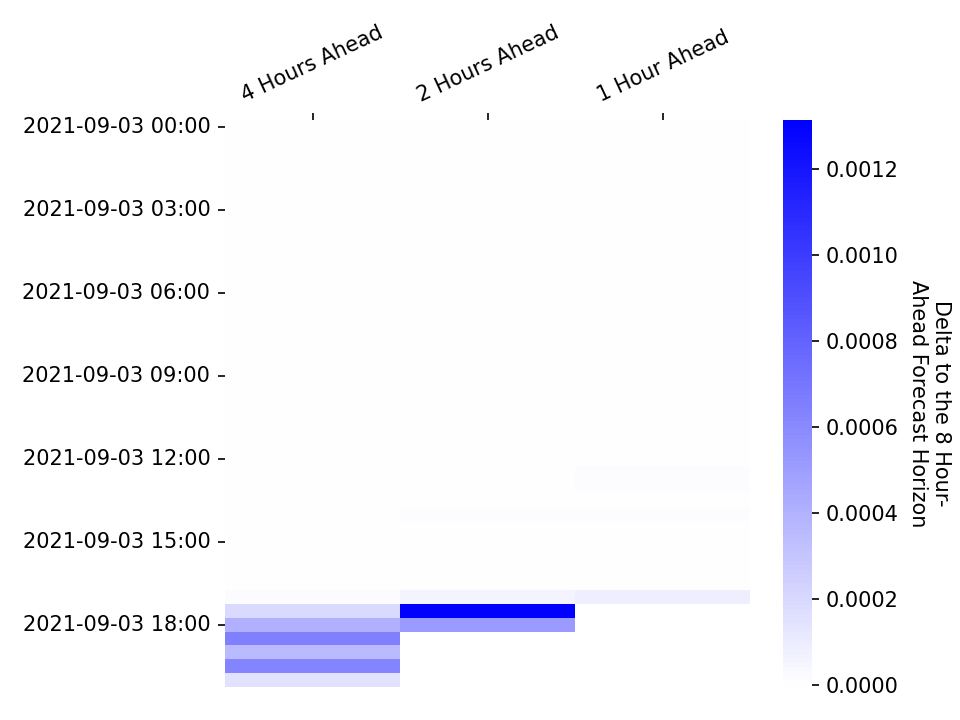 4 Hours Ahead
2 Hours Ahead
1 Hour Ahead
2021-09-03 00:00
2021-09-03 03:00
2021-09-03 06:00
2021-09-03 09:00
2021-09-03 12:00
2021-09-03 15:00
2021-09-03 18:00
0.0012
0.0010
0.0008
0.0006
0.0004
0.0002
0.0000
Delta to the 8 Hour-
Ahead Forecast Horizon